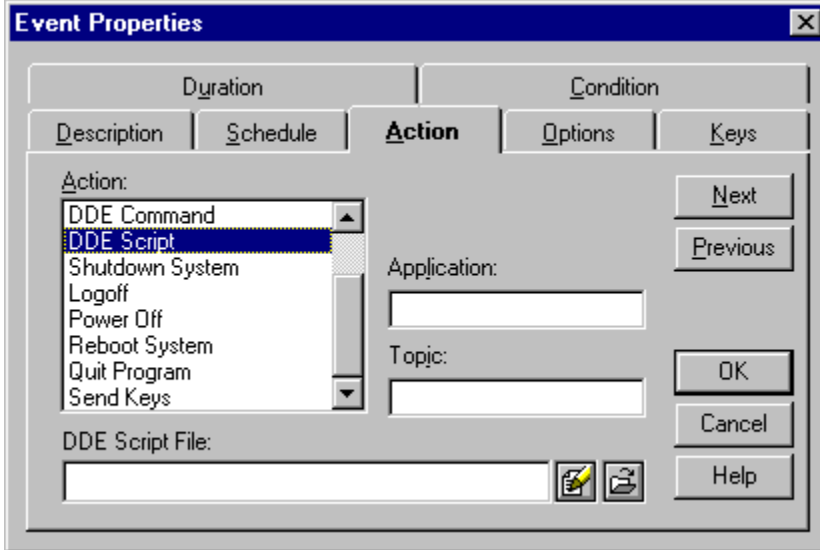 Event Properties
Duration Condition
Description Schedule Action Options Keys
Action:
DDE Command
DDE Script
Shutdown System
Logoff
Power Off
Reboot System
Quit Program
Send Keys
Application:
Topic:
DDE Script File:
Next
Previous
OK
Cancel
Help